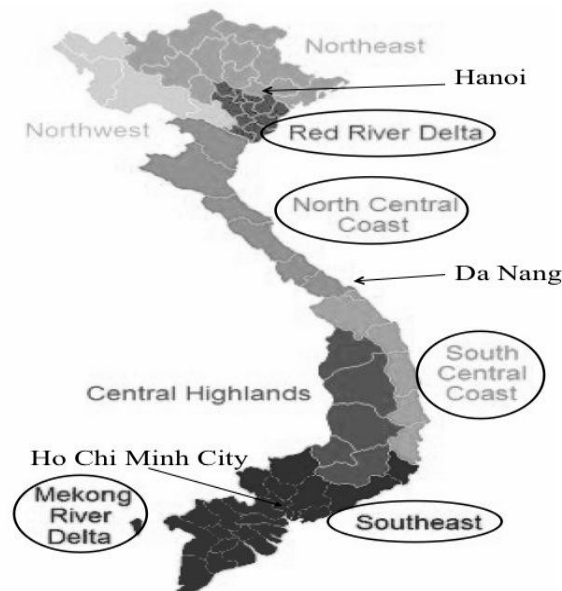 Northeast
Hanoi
Northwest
Red River Delta
North Central
Coast
Da Nang
South
Central
Coast
Central Highlands
Ho Chi Minh City
Mekong
River
Delta
Southeast